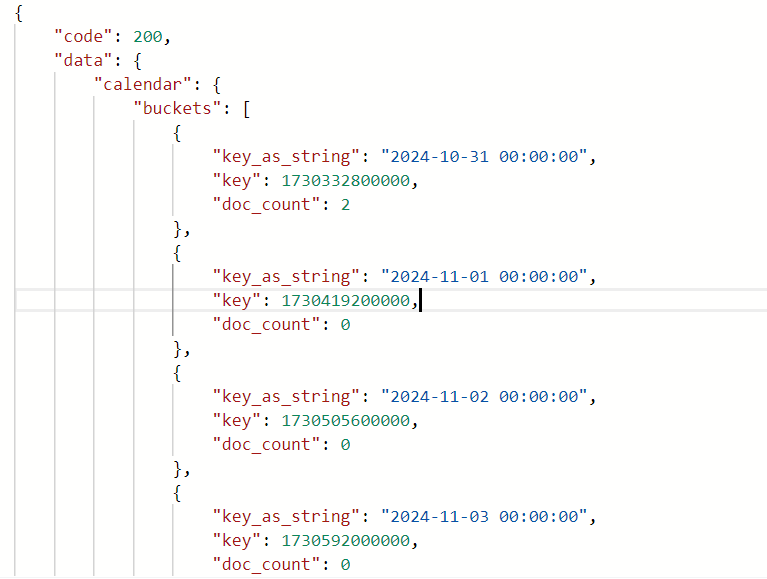 {
"code": 200,
"data": {
"calendar": {
"buckets": [
{
"key_as_string": "2024-10-31 00:00:00",
"key": 1730332800000,
"doc_count": 2
},
{
"key_as_string": "2024-11-01 00:00:00",
"key": 1730419200000,
"doc_count": 0
},
{
"key_as_string": "2024-11-02 00:00:00",
"key": 1730505600000,
"doc_count": 0
},
{
"key_as_string": "2024-11-03 00:00:00",
"key": 1730592000000,
"doc_count": 0